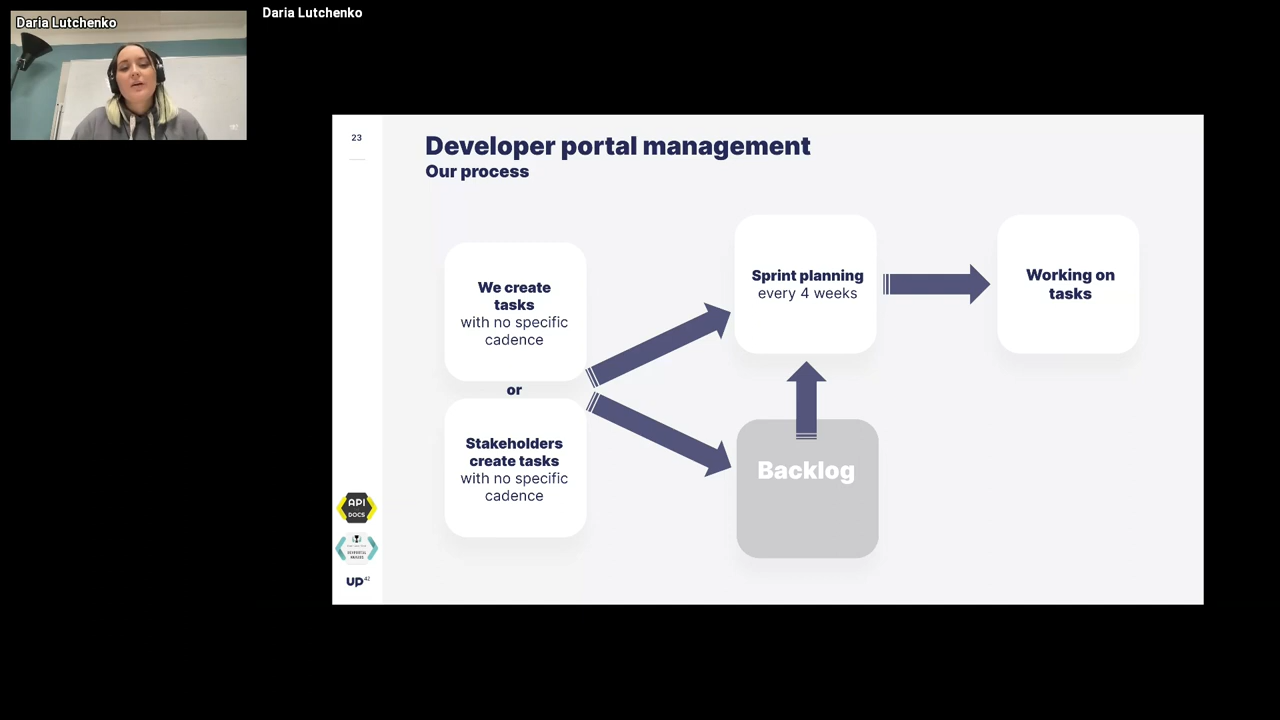 Daria Lutchenko
Daria Lutchenko
23
Developer portal management
Our process
We create
tasks
with no specific
cadence
or
Stakeholders
create tasks
with no specific
cadence
Sprint planning
every 4 weeks
Working on
tasks
Backlog
API
DOCS
UP42